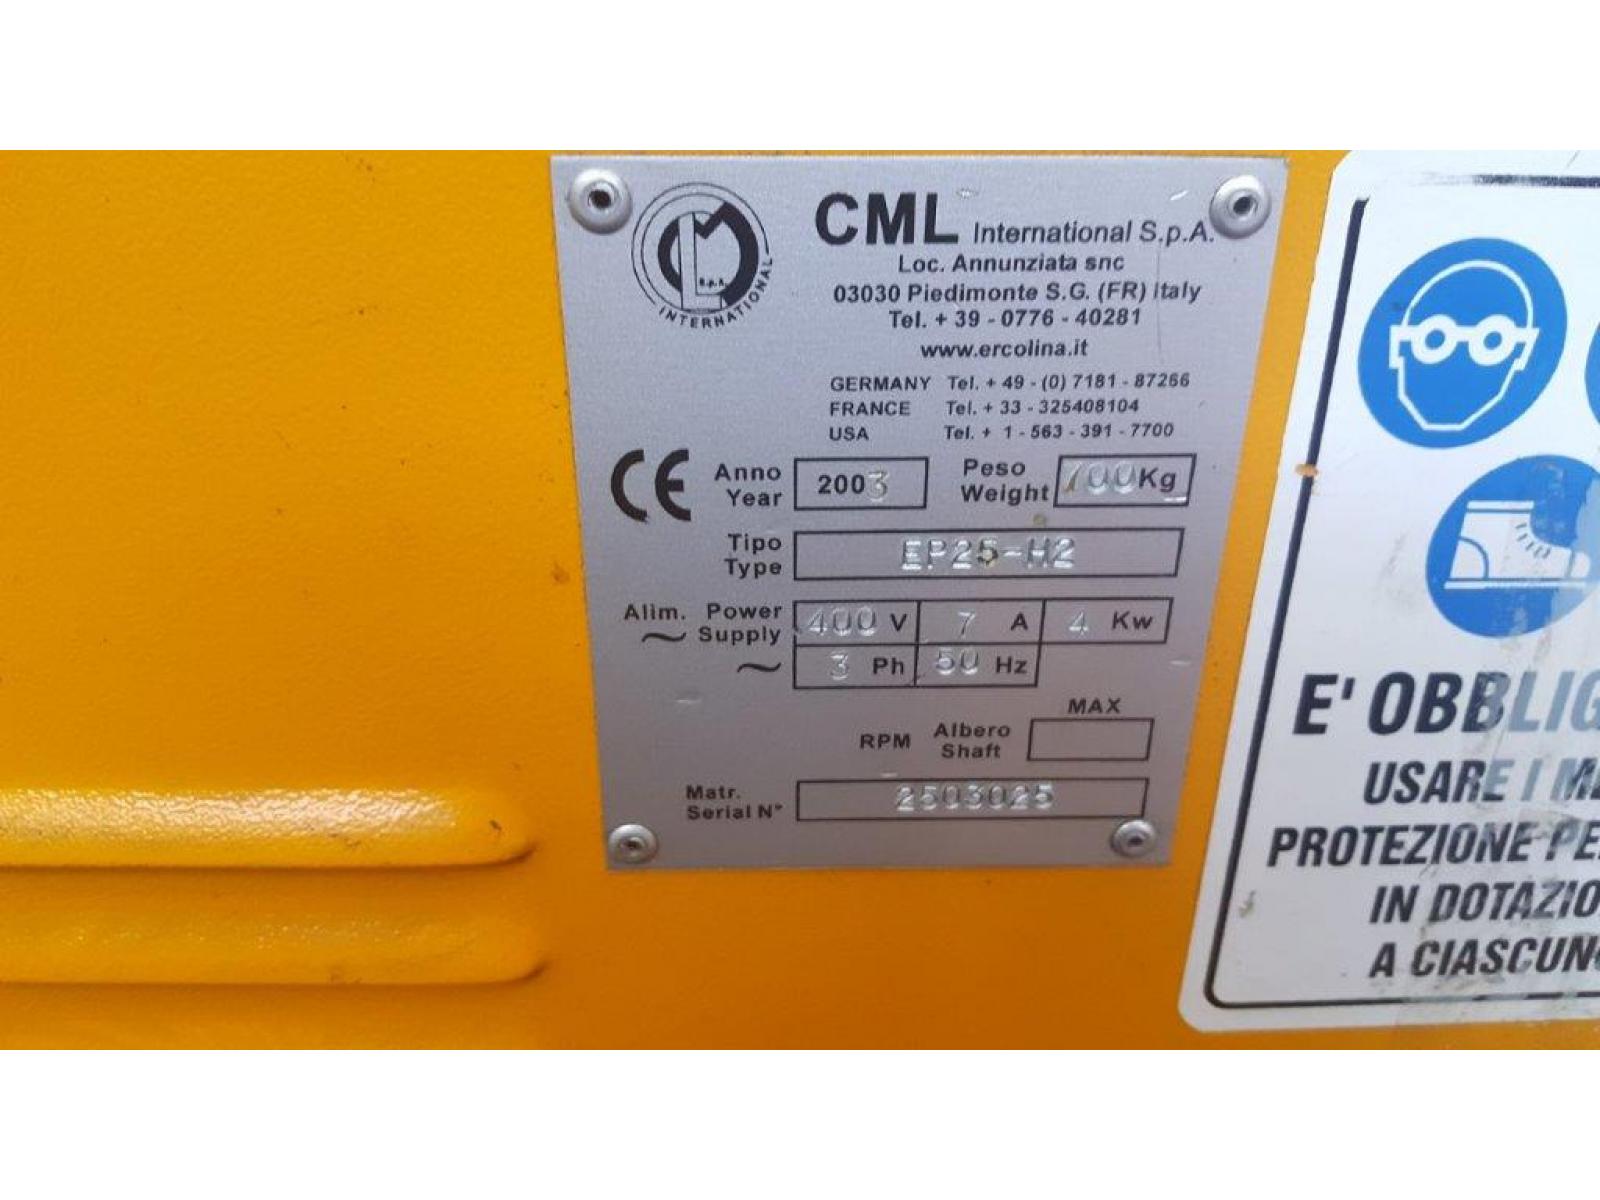 CML International S.p.A.
Loc. Annunziata snc
03030 Piedimonte S.G. (FR) Italy
Tel. + 39 - 0776 - 40281
www.ercolina.it
GERMANY Tel. + 49 - (0) 7181 - 87266
FRANCE Tel. + 33 - 325408104
USA Tel. + 1 - 563 - 391 - 7700
L M S.p.A. INTERNATIONAL
CE Anno Year 2003 Peso Weight 700 Kg
Tipo Type EP25-H2
Alim. Power Supply 400 V 7 A 4 Kw
~ 3 Ph 50 Hz
MAX
RPM Albero Shaft
Matr. Serial N° 2503025
E' OBBLIG
USARE I M
PROTEZIONE PE
IN DOTAZIO
A CIASCUN